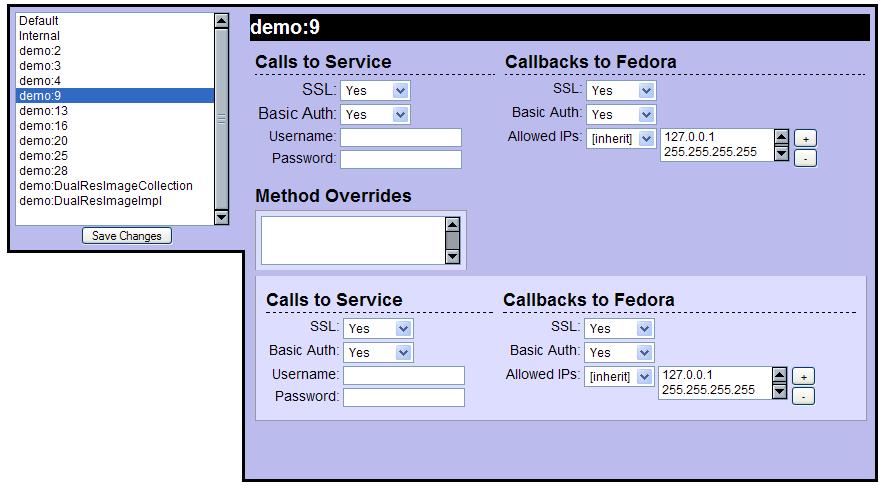 Default
Internal
demo:2
demo:3
demo:4
demo:9
demo:13
demo:16
demo:20
demo:25
demo:28
demo:DualResImageCollection
demo:DualResImageImpl
Save Changes
demo:9
Calls to Service
SSL: Yes
Basic Auth: Yes
Username:
Password:
Callbacks to Fedora
SSL: Yes
Basic Auth: Yes
Allowed IPs: [inherit] 127.0.0.1 +
255.255.255.255 -
Method Overrides
Calls to Service
SSL: Yes
Basic Auth: Yes
Username:
Password:
Callbacks to Fedora
SSL: Yes
Basic Auth: Yes
Allowed IPs: [inherit] 127.0.0.1 +
255.255.255.255 -